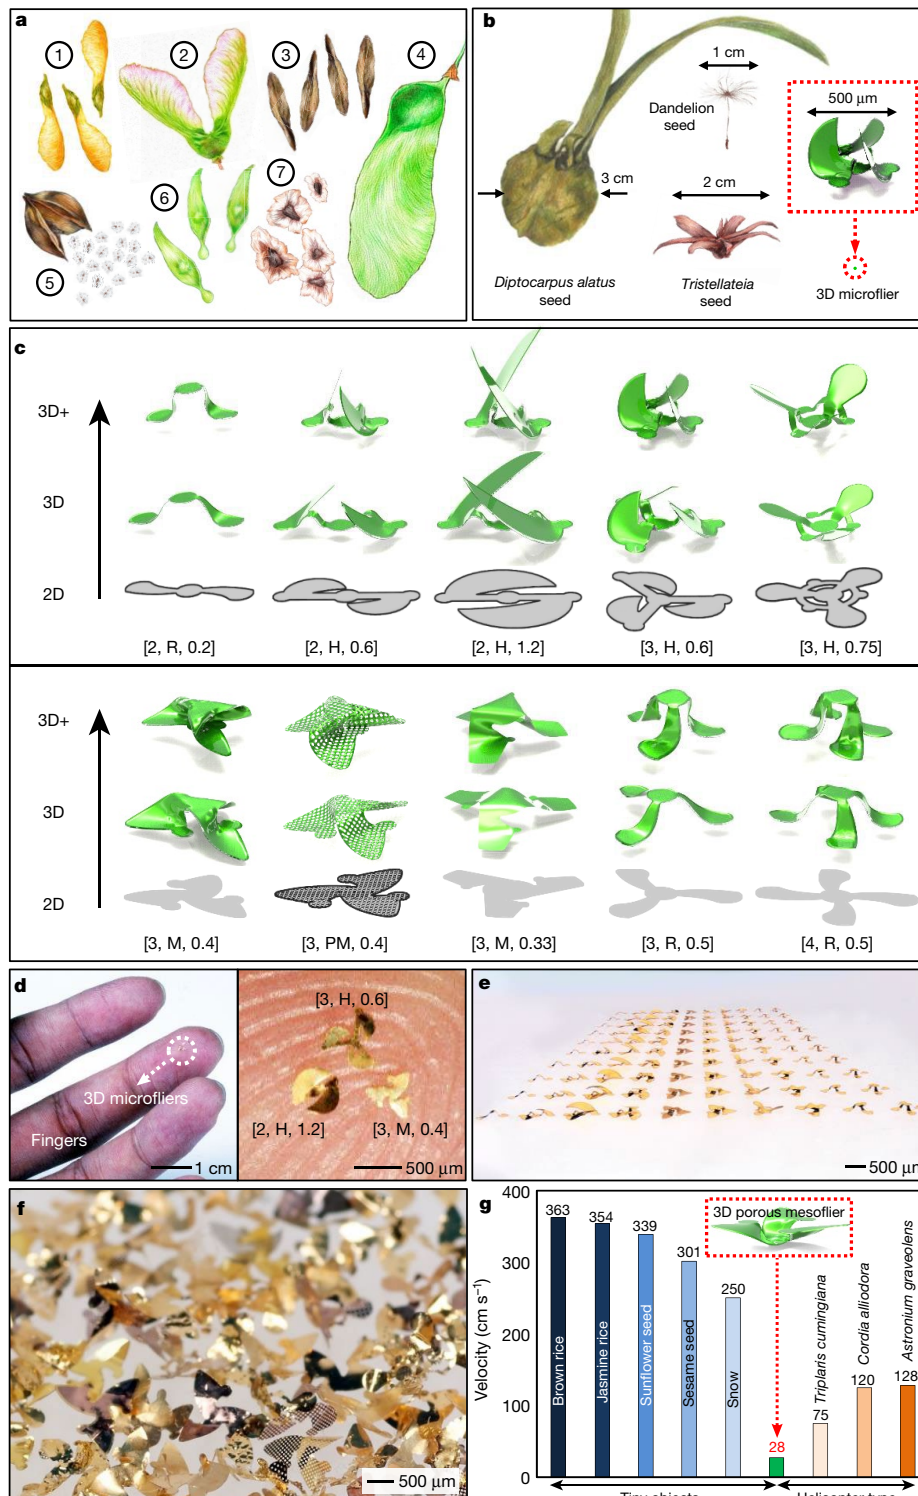 a
1
2
3
4
5
6
7
b
1 cm
Dandelion
seed
500 µm
3 cm
2 cm
Diptocarpus alatus
seed
Tristellateia
seed
3D microflier
c
3D+
3D
2D
[2, R, 0.2]
[2, H, 0.6]
[2, H, 1.2]
[3, H, 0.6]
[3, H, 0.75]
3D+
3D
2D
[3, M, 0.4]
[3, PM, 0.4]
[3, M, 0.33]
[3, R, 0.5]
[4, R, 0.5]
d
3D microfliers
Fingers
1 cm
[3, H, 0.6]
[2, H, 1.2]
[3, M, 0.4]
500 µm
e
500 µm
f
500 µm
g
Velocity (cm s⁻¹)
400
300
200
100
0
363
354
339
301
250
28
75
120
128
Brown rice
Jasmine rice
Sunflower seed
Sesame seed
Snow
3D porous mesoflier
Triplaris cumingiana
Cordia alliodora
Astronium graveolens
Tiny objects
Helicopter type